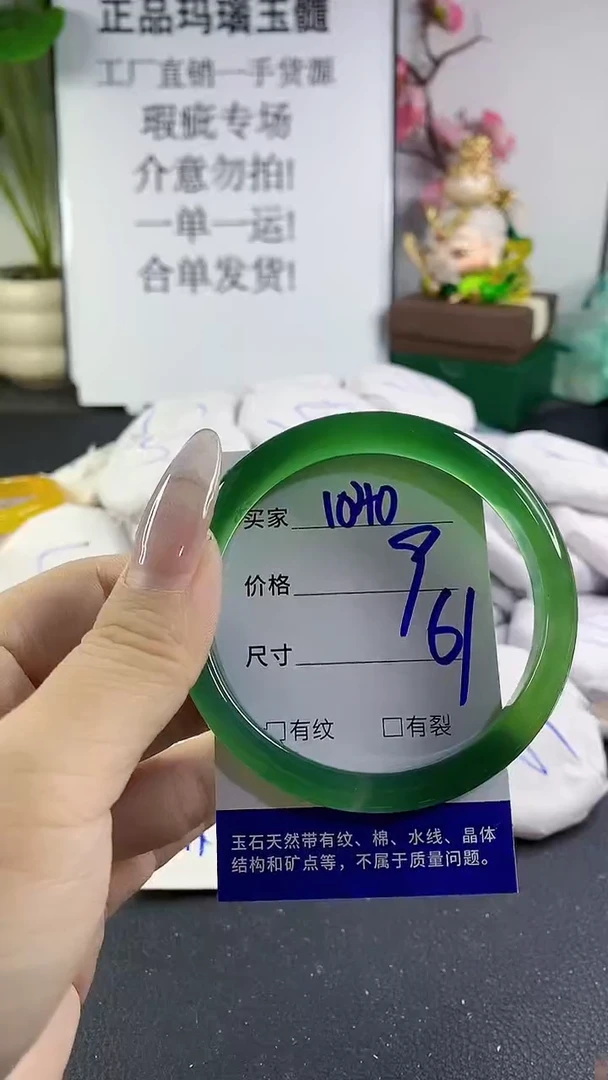 正品玛瑙玉髓
工厂直销一手货源
瑕疵专场
介意勿拍!
一单一运!
合单发货!
买家 1040
价格 9
尺寸 61
□有纹 □有裂
玉石天然带有纹、棉、水线、晶体
结构和矿点等，不属于质量问题。